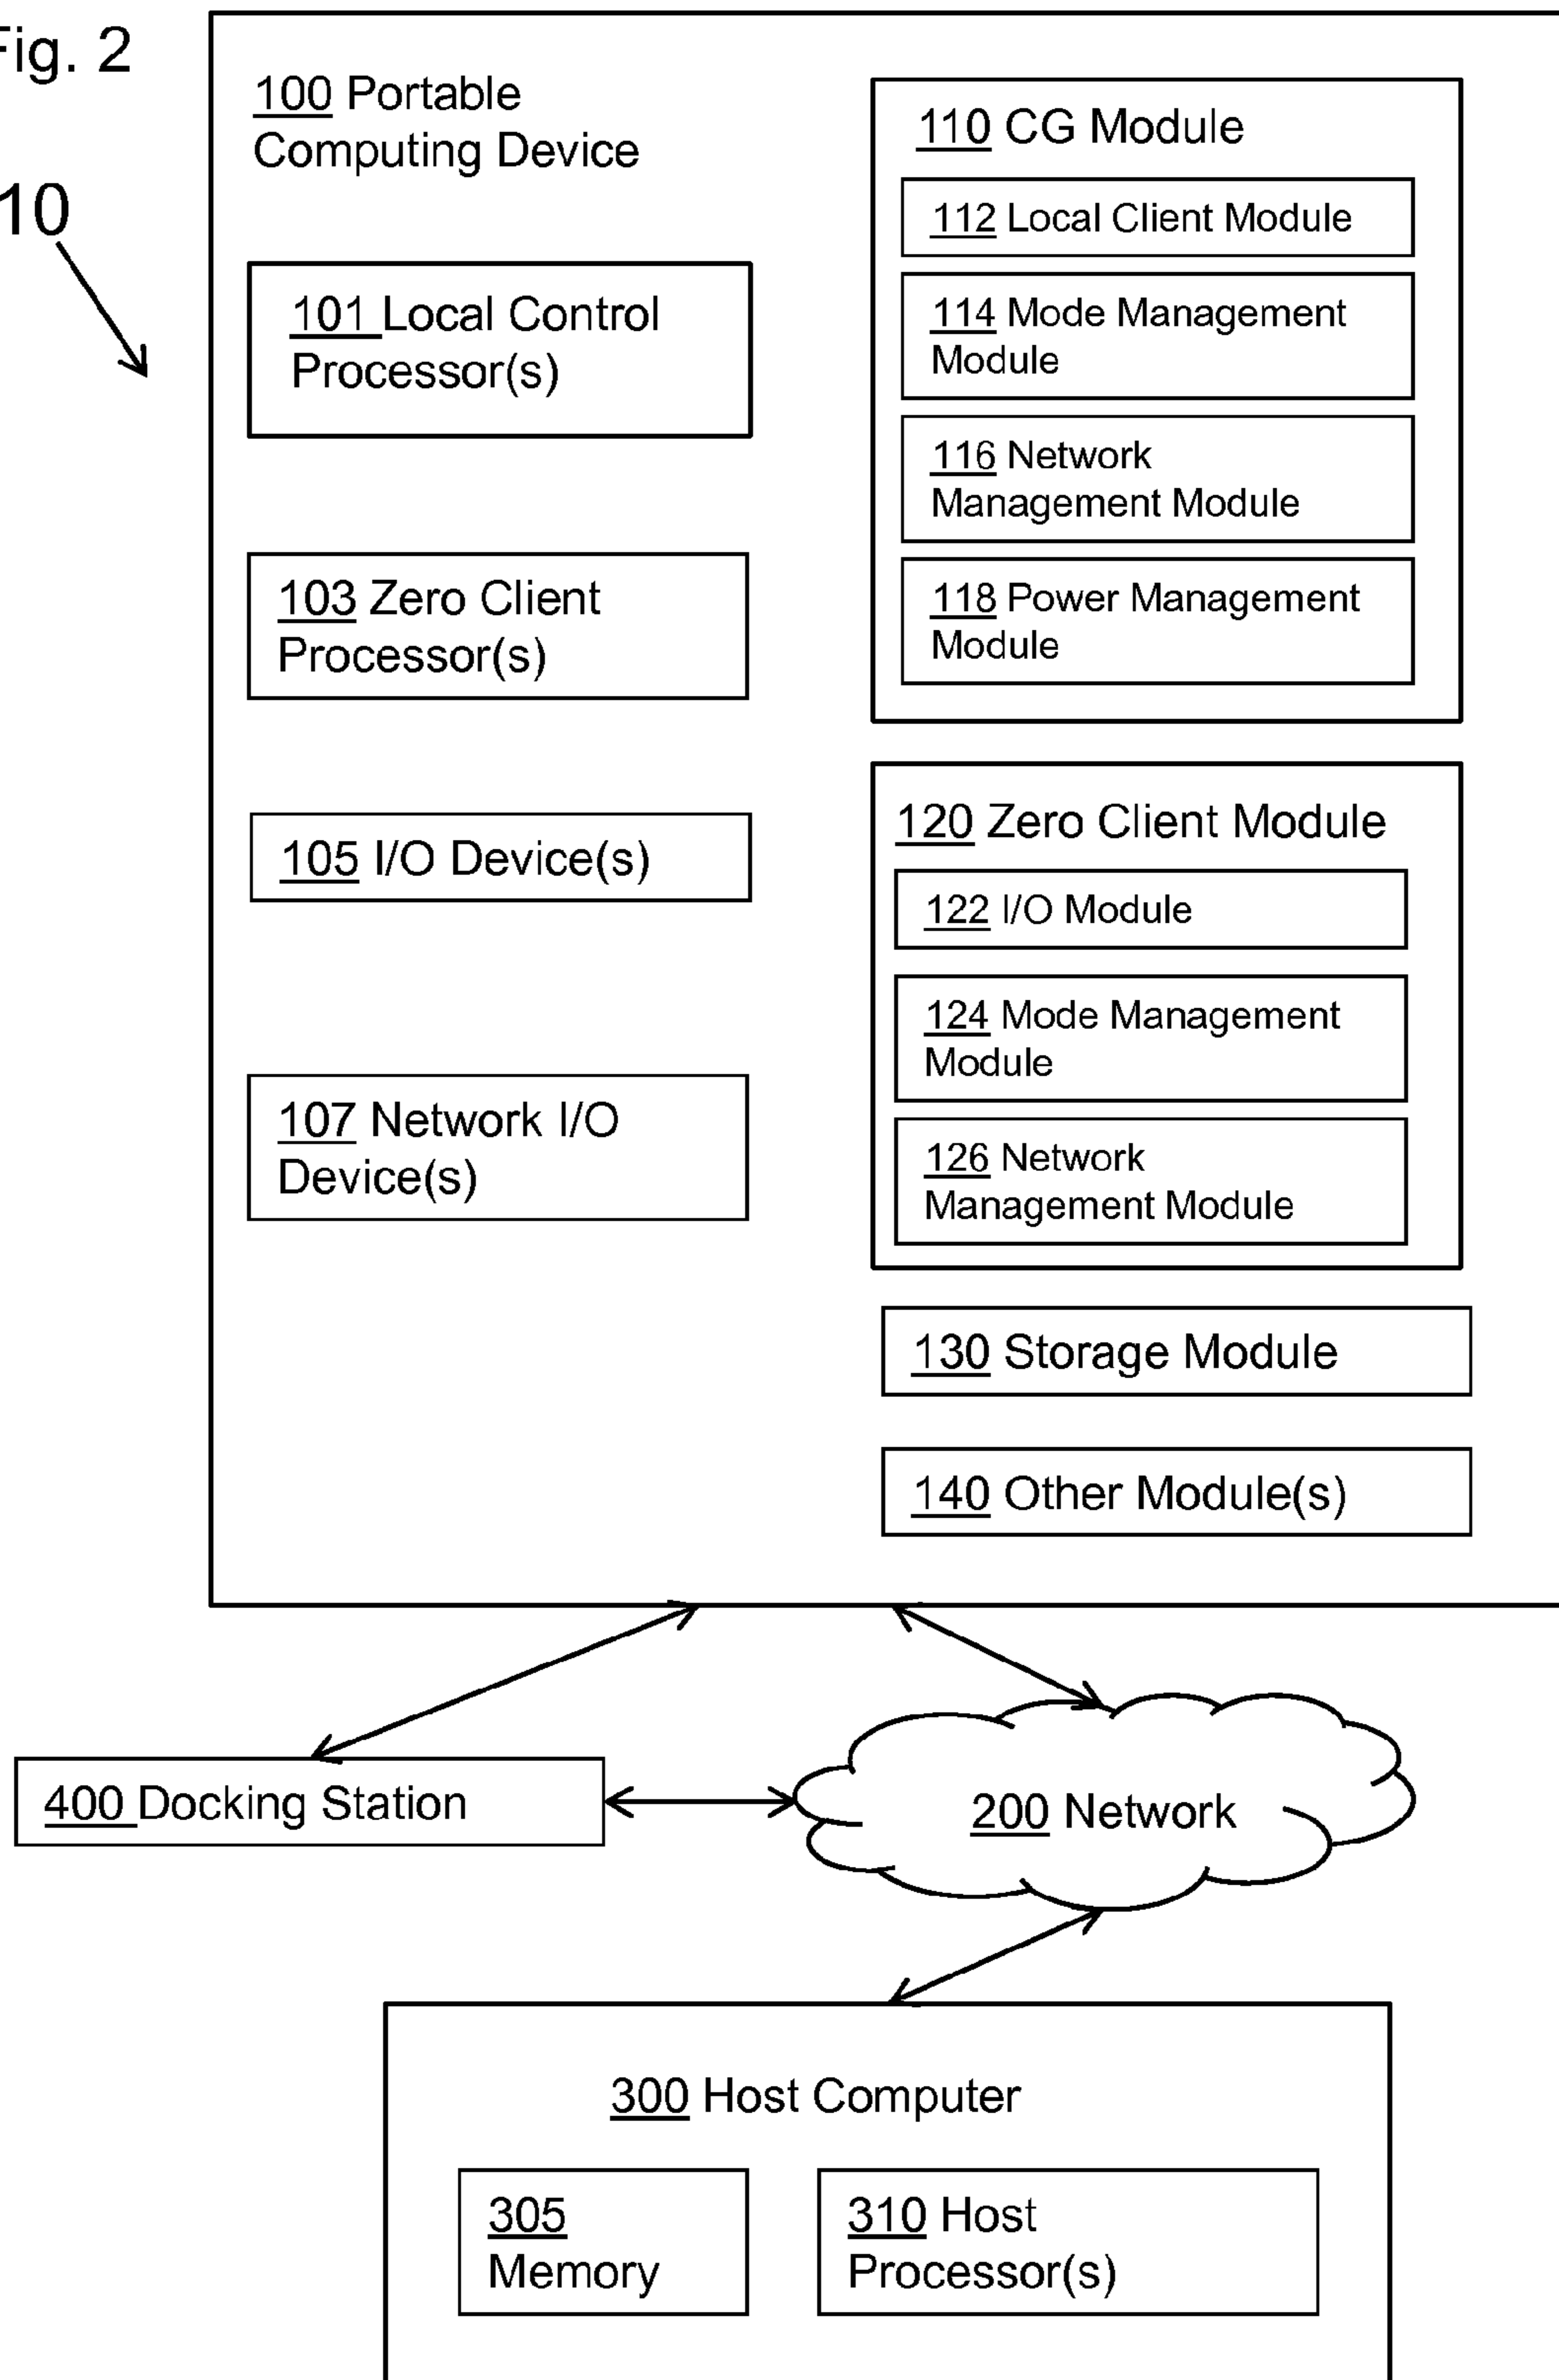 Fig. 2
10
100 Portable
Computing Device
101 Local Control
Processor(s)
103 Zero Client
Processor(s)
105 I/O Device(s)
107 Network I/O
Device(s)
110 CG Module
112 Local Client Module
114 Mode Management
Module
116 Network
Management Module
118 Power Management
Module
120 Zero Client Module
122 I/O Module
124 Mode Management
Module
126 Network
Management Module
130 Storage Module
140 Other Module(s)
400 Docking Station
200 Network
300 Host Computer
305
Memory
310 Host
Processor(s)